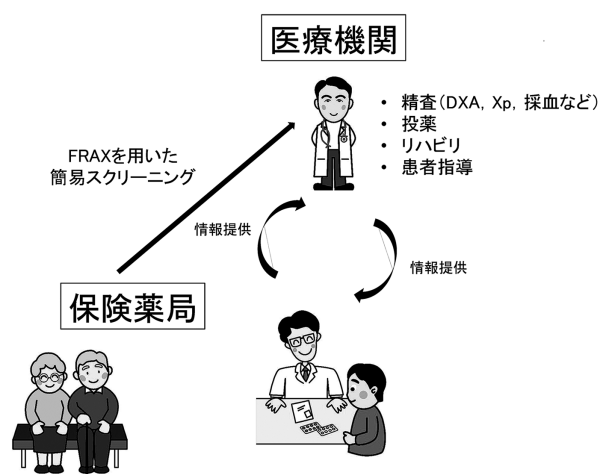 医療機関
• 精査(DXA, Xp, 採血など)
• 投薬
• リハビリ
• 患者指導
FRAXを用いた
簡易スクリーニング
情報提供
情報提供
保険薬局